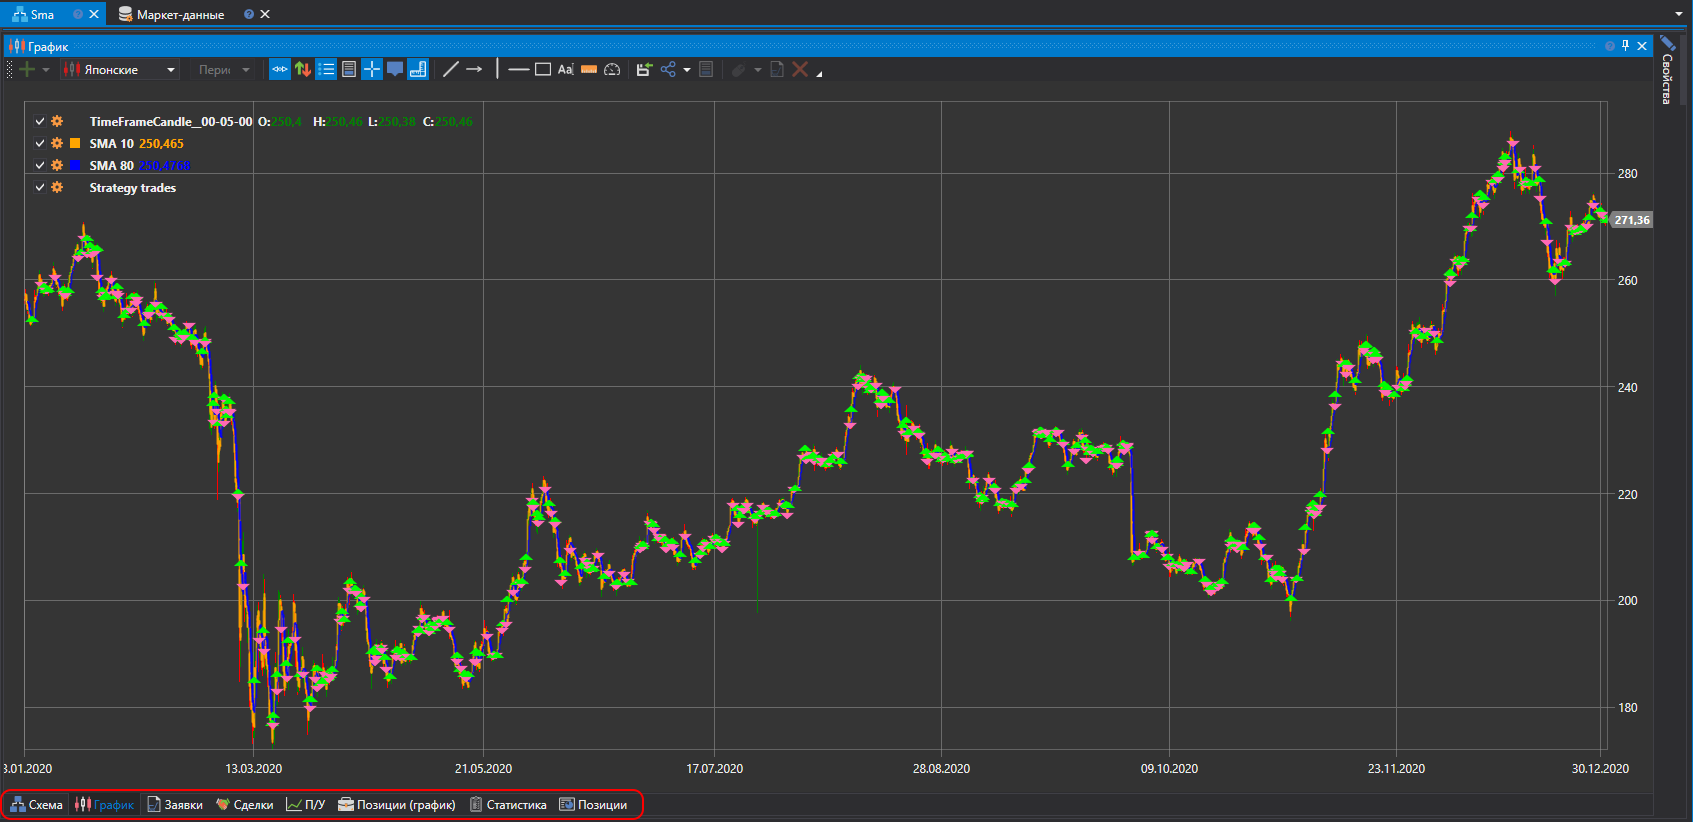 Sma Маркет-данные
График
Японские Пери
Aa
TimeFrameCandle_00-05-00 O:250,4 H:250,46 L:250,38 C:250,46
SMA 10 250,465
SMA 80 250,4768
Strategy trades
Свойства
280
271,36
260
240
220
200
180
3.01.2020 13.03.2020 21.05.2020 17.07.2020 28.08.2020 09.10.2020 23.11.2020 30.12.2020
Схема График Заявки Сделки П/У Позиции (график) Статистика Позиции